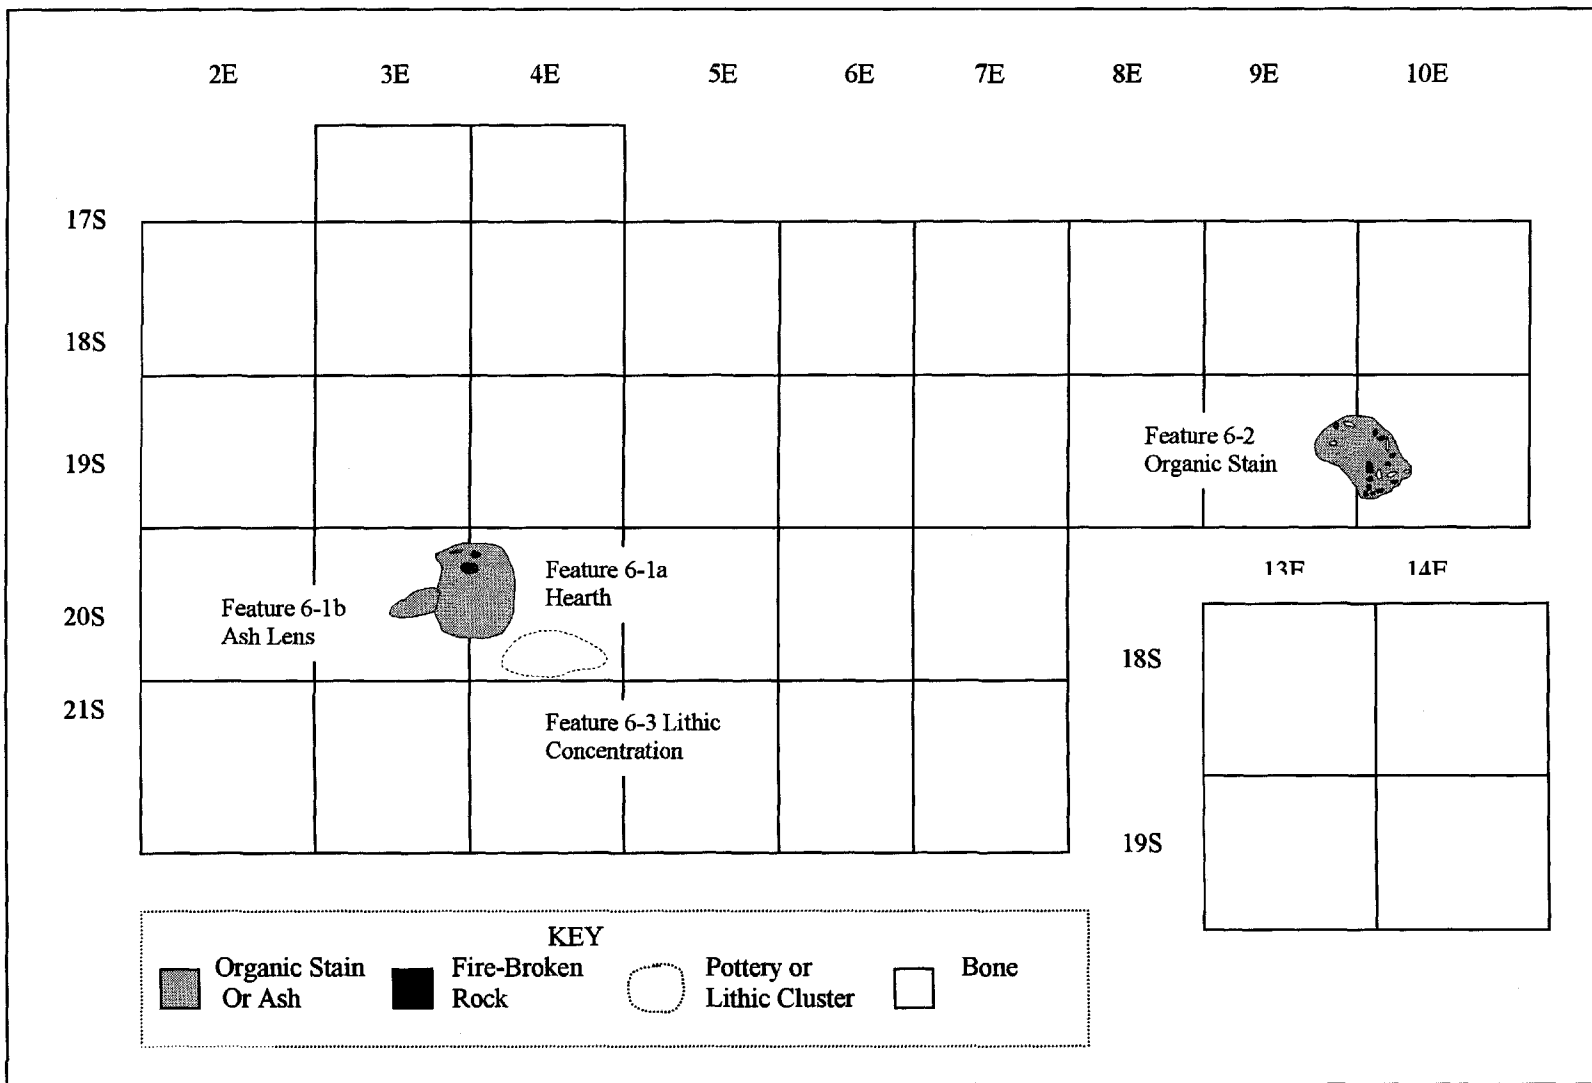 2E 3E 4E 5E 6E 7E 8E 9E 10E
17S
18S
19S
20S
21S
Feature 6-2
Organic Stain
Feature 6-1a
Hearth
Feature 6-1b
Ash Lens
Feature 6-3 Lithic
Concentration
13E 14E
18S
19S
KEY
Organic Stain
Or Ash
Fire-Broken
Rock
Pottery or
Lithic Cluster
Bone